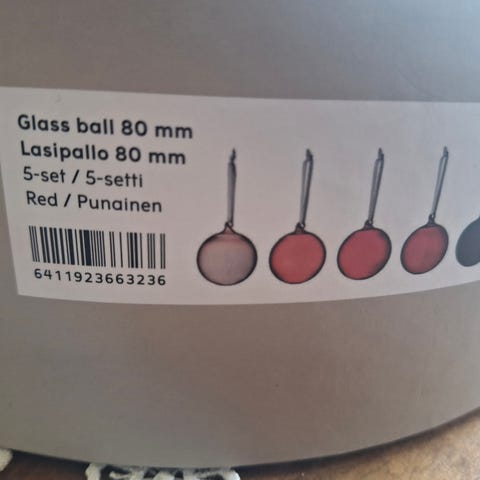 Glass ball 80 mm
Lasipallo 80 mm
5-set / 5-setti
Red / Punainen
6411923663236